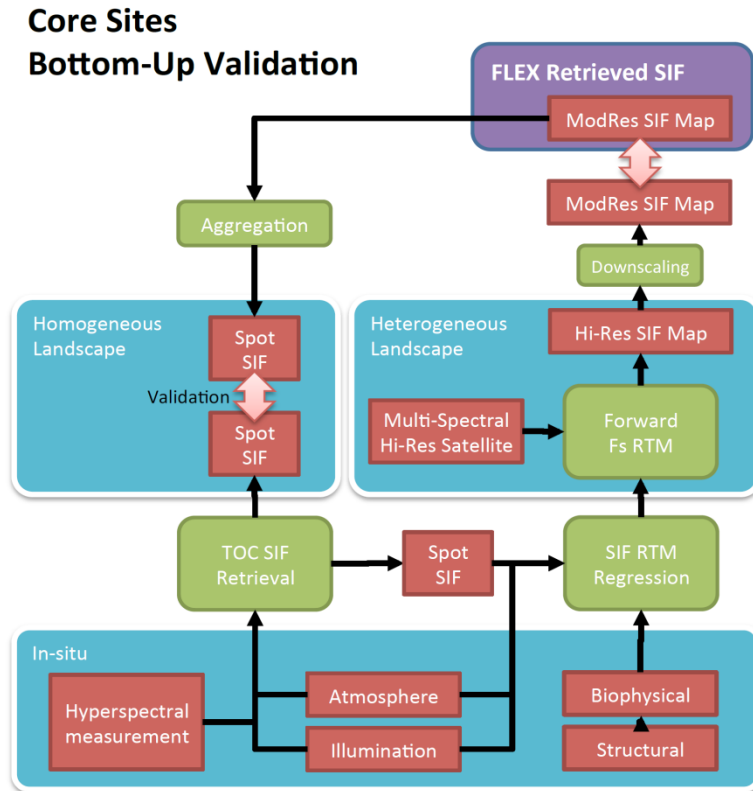 Core Sites
Bottom-Up Validation
FLEX Retrieved SIF
ModRes SIF Map
ModRes SIF Map
Aggregation
Downscaling
Homogeneous
Landscape
Spot
SIF
Validation
Spot
SIF
Heterogeneous
Landscape
Hi-Res SIF Map
Multi-Spectral
Hi-Res Satellite
Forward
Fs RTM
TOC SIF
Retrieval
Spot
SIF
SIF RTM
Regression
In-situ
Hyperspectral
measurement
Atmosphere
Illumination
Biophysical
Structural